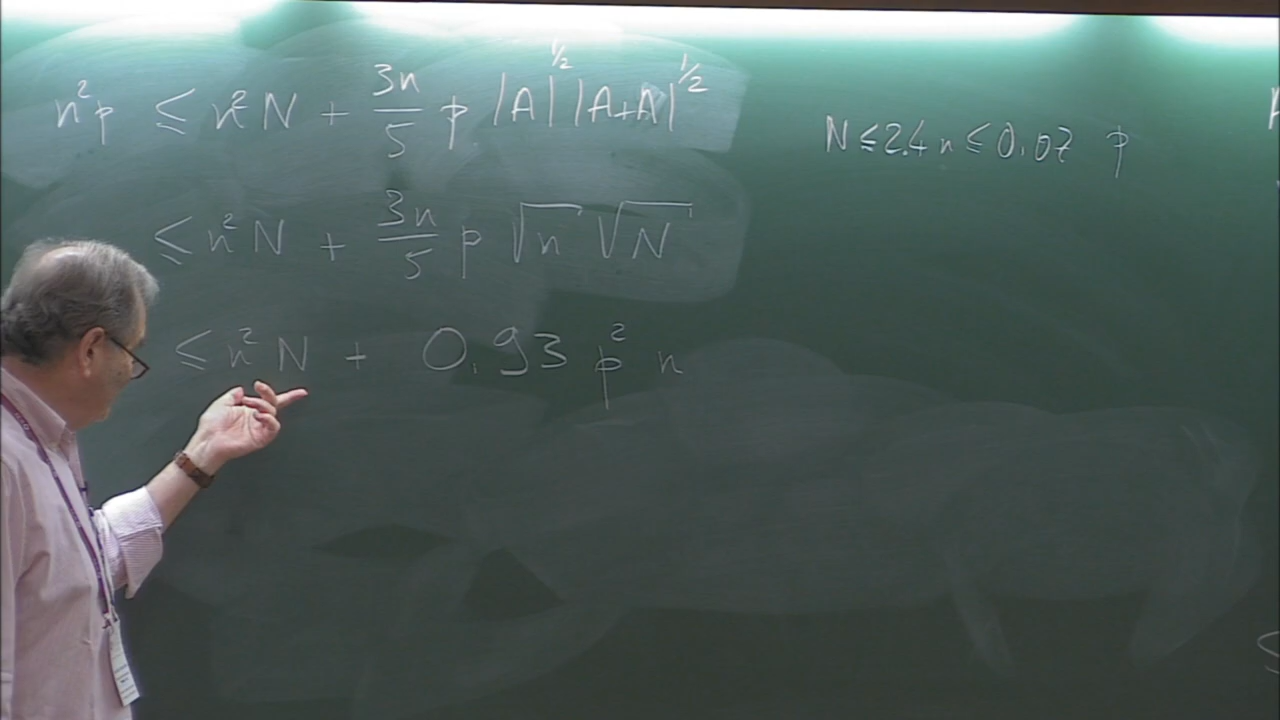 n²p ≤ n²N + 3n/5 p |A|^½ |A+A|^½
N ≤ 2.4 n ≤ 0.07 p
≤ n²N + 3n/5 p √n √N
≤ n²N + 0.93 p² n